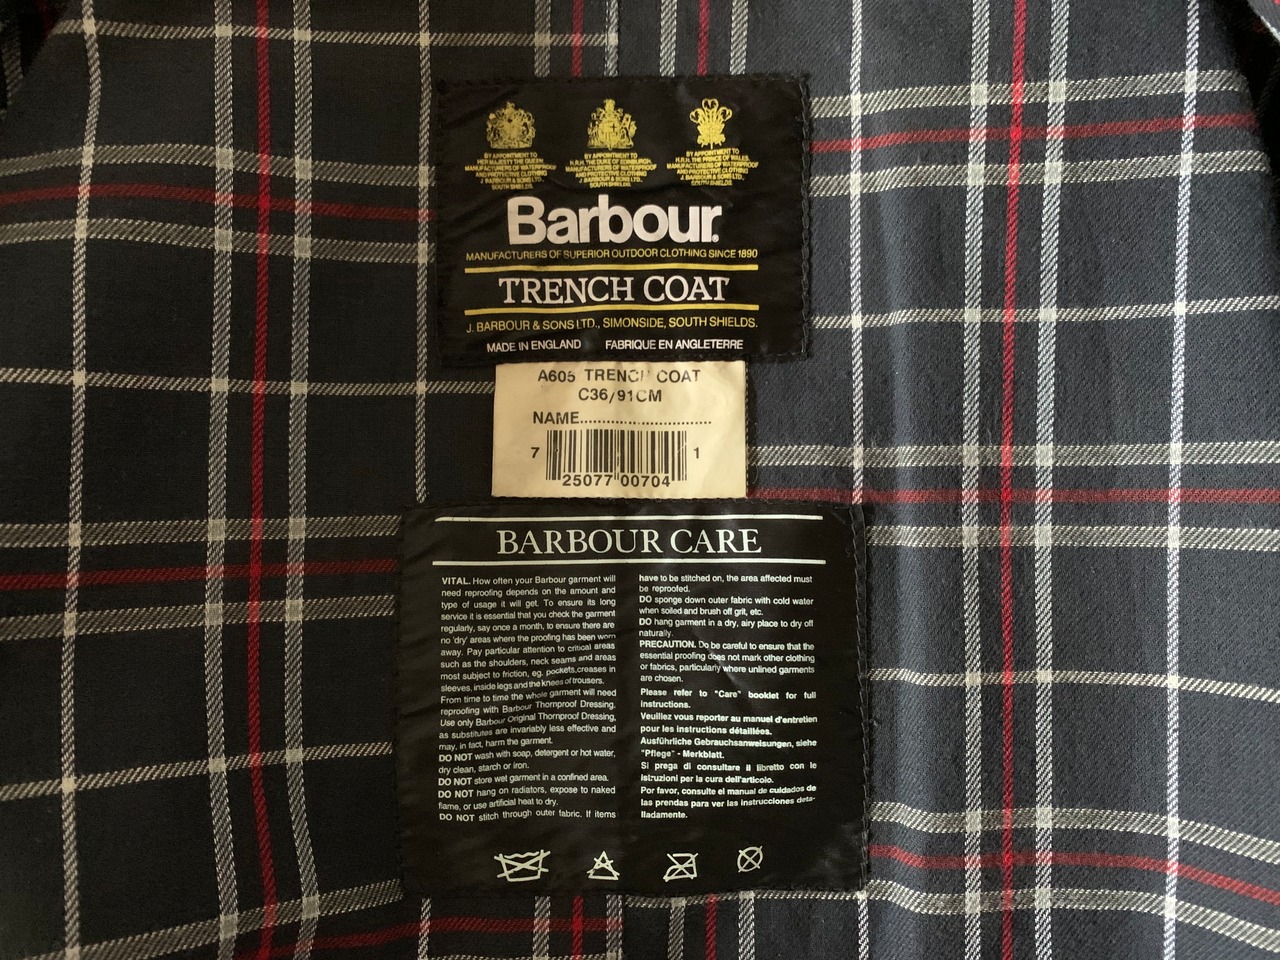 BY APPOINTMENT TO
HER MAJESTY THE QUEEN
MANUFACTURERS OF WATERPROOF
AND PROTECTIVE CLOTHING
J. BARBOUR & SONS LTD.,
SOUTH SHIELDS.
BY APPOINTMENT TO
H.R.H. THE DUKE OF EDINBURGH
MANUFACTURERS OF WATERPROOF
AND PROTECTIVE CLOTHING
J. BARBOUR & SONS LTD.
SOUTH SHIELDS.
BY APPOINTMENT TO
H.R.H. THE PRINCE OF WALES
MANUFACTURERS OF WATERPROOF
AND PROTECTIVE CLOTHING
J. BARBOUR & SONS LTD.
SOUTH SHIELDS.
Barbour.
MANUFACTURERS OF SUPERIOR OUTDOOR CLOTHING SINCE 1890
TRENCH COAT
J. BARBOUR & SONS LTD., SIMONSIDE, SOUTH SHIELDS.
MADE IN ENGLAND FABRIQUE EN ANGLETERRE
A605 TRENCH COAT
C36/91CM
NAME..........................
7 25077 00704 1
BARBOUR CARE
VITAL. How often your Barbour garment will
need reproofing depends on the amount and
type of usage it will get. To ensure its long
service it is essential that you check the garment
regularly, say once a month, to ensure there are
no 'dry' areas where the proofing has been worn
away. Pay particular attention to critical areas
such as the shoulders, neck seams and areas
most subject to friction, eg. pockets,creases in
sleeves, inside legs and the knees of trousers.
From time to time the whole garment will need
reproofing with Barbour Thornproof Dressing.
Use only Barbour Original Thornproof Dressing,
as substitutes are invariably less effective and
may, in fact, harm the garment.
DO NOT wash with soap, detergent or hot water,
dry clean, starch or iron.
DO NOT store wet garment in a confined area.
DO NOT hang on radiators, expose to naked
flame, or use artificial heat to dry.
DO NOT stitch through outer fabric. If items
have to be stitched on, the area affected must
be reproofed.
DO sponge down outer fabric with cold water
when soiled and brush off grit, etc.
DO hang garment in a dry, airy place to dry off
naturally.
PRECAUTION. Do be careful to ensure that the
essential proofing does not mark other clothing
or fabrics, particularly where unlined garments
are chosen.
Please refer to "Care" booklet for full
instructions.
Veuillez vous reporter au manuel d'entretien
pour les instructions détaillées.
Ausführliche Gebrauchsanweisungen, siehe
"Pflege" - Merkblatt.
Si prega di consultare il libretto con le
istruzioni per la cura dell'articolo.
Por favor, consulte el manual de cuidados de
las prendas para ver las instrucciones deta-
lladamente.